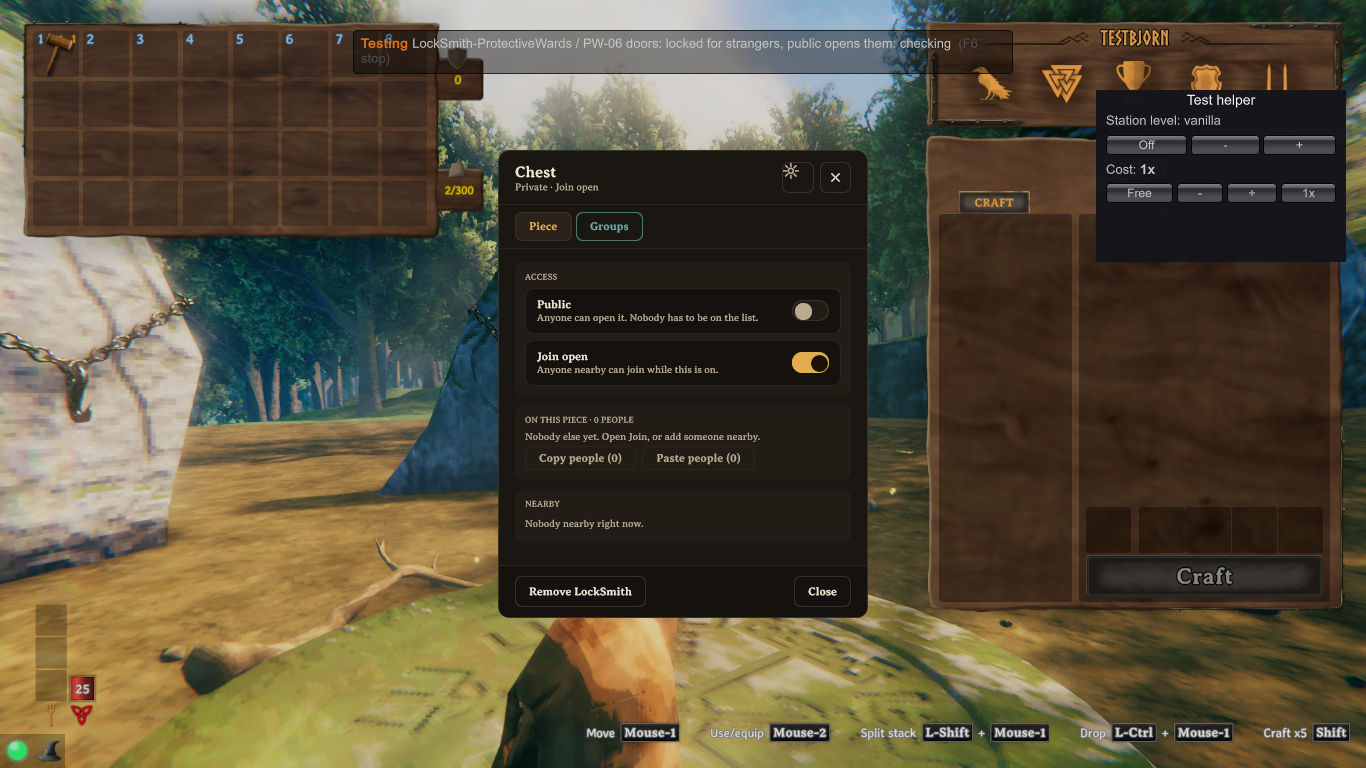 1 2 3 4 5 6 7 8
1
Testing LockSmith-ProtectiveWards / PW-06 doors: locked for strangers, public opens them: checking (F6
stop)
0
2/300
TESTBJORN
Test helper
Station level: vanilla
Off - +
Cost: 1x
Free - + 1x
CRAFT
Chest
Private · Join open
Piece Groups
ACCESS
Public
Anyone can open it. Nobody has to be on the list.
Join open
Anyone nearby can join while this is on.
ON THIS PIECE · 0 PEOPLE
Nobody else yet. Open Join, or add someone nearby.
Copy people (0) Paste people (0)
NEARBY
Nobody nearby right now.
Remove LockSmith Close
Craft
25
Move Mouse-1 Use/equip Mouse-2 Split stack L-Shift + Mouse-1 Drop L-Ctrl + Mouse-1 Craft x5 Shift